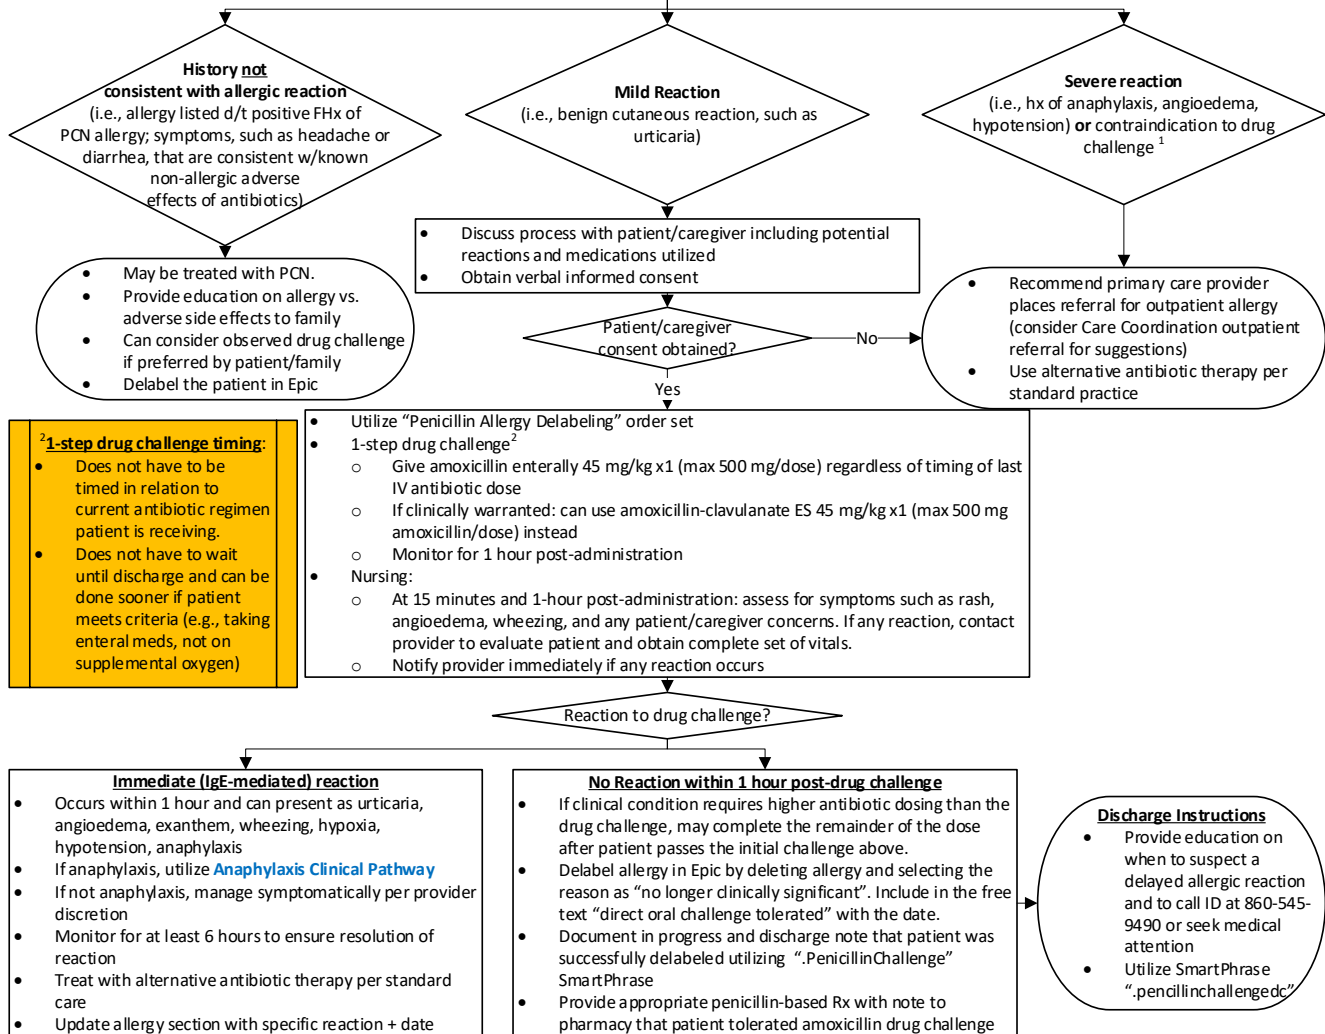 History not
consistent with allergic reaction
(i.e., allergy listed d/t positive FHx of
PCN allergy; symptoms, such as headache or
diarrhea, that are consistent w/known
non-allergic adverse
effects of antibiotics)
Mild Reaction
(i.e., benign cutaneous reaction, such as
urticaria)
Severe reaction
(i.e., hx of anaphylaxis, angioedema,
hypotension) or contraindication to drug
challenge 1
• May be treated with PCN.
• Provide education on allergy vs.
adverse side effects to family
• Can consider observed drug challenge
if preferred by patient/family
• Delabel the patient in Epic
• Discuss process with patient/caregiver including potential
reactions and medications utilized
• Obtain verbal informed consent
Patient/caregiver
consent obtained?
No
Yes
• Recommend primary care provider
places referral for outpatient allergy
(consider Care Coordination outpatient
referral for suggestions)
• Use alternative antibiotic therapy per
standard practice
2 1-step drug challenge timing:
• Does not have to be
timed in relation to
current antibiotic regimen
patient is receiving.
• Does not have to wait
until discharge and can be
done sooner if patient
meets criteria (e.g., taking
enteral meds, not on
supplemental oxygen)
• Utilize “Penicillin Allergy Delabeling” order set
• 1-step drug challenge2
o Give amoxicillin enterally 45 mg/kg x1 (max 500 mg/dose) regardless of timing of last
IV antibiotic dose
o If clinically warranted: can use amoxicillin-clavulanate ES 45 mg/kg x1 (max 500 mg
amoxicillin/dose) instead
o Monitor for 1 hour post-administration
• Nursing:
o At 15 minutes and 1-hour post-administration: assess for symptoms such as rash,
angioedema, wheezing, and any patient/caregiver concerns. If any reaction, contact
provider to evaluate patient and obtain complete set of vitals.
o Notify provider immediately if any reaction occurs
Reaction to drug challenge?
Immediate (IgE-mediated) reaction
• Occurs within 1 hour and can present as urticaria,
angioedema, exanthem, wheezing, hypoxia,
hypotension, anaphylaxis
• If anaphylaxis, utilize Anaphylaxis Clinical Pathway
• If not anaphylaxis, manage symptomatically per provider
discretion
• Monitor for at least 6 hours to ensure resolution of
reaction
• Treat with alternative antibiotic therapy per standard
care
• Update allergy section with specific reaction + date
No Reaction within 1 hour post-drug challenge
• If clinical condition requires higher antibiotic dosing than the
drug challenge, may complete the remainder of the dose
after patient passes the initial challenge above.
• Delabel allergy in Epic by deleting allergy and selecting the
reason as “no longer clinically significant”. Include in the free
text “direct oral challenge tolerated” with the date.
• Document in progress and discharge note that patient was
successfully delabeled utilizing “.PenicillinChallenge”
SmartPhrase
• Provide appropriate penicillin-based Rx with note to
pharmacy that patient tolerated amoxicillin drug challenge
Discharge Instructions
• Provide education on
when to suspect a
delayed allergic reaction
and to call ID at 860-545-
9490 or seek medical
attention
• Utilize SmartPhrase
“.pencillinchallengedc”